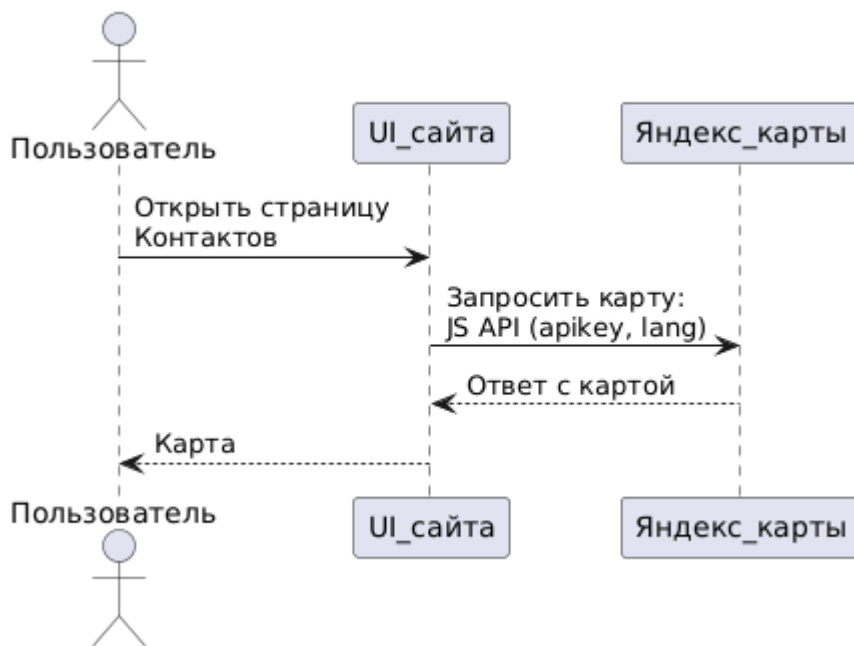 Пользователь
UI_сайта
Яндекс_карты
Открыть страницу
Контактов
Запросить карту:
JS API (apikey, lang)
Ответ с картой
Карта
Пользователь
UI_сайта
Яндекс_карты